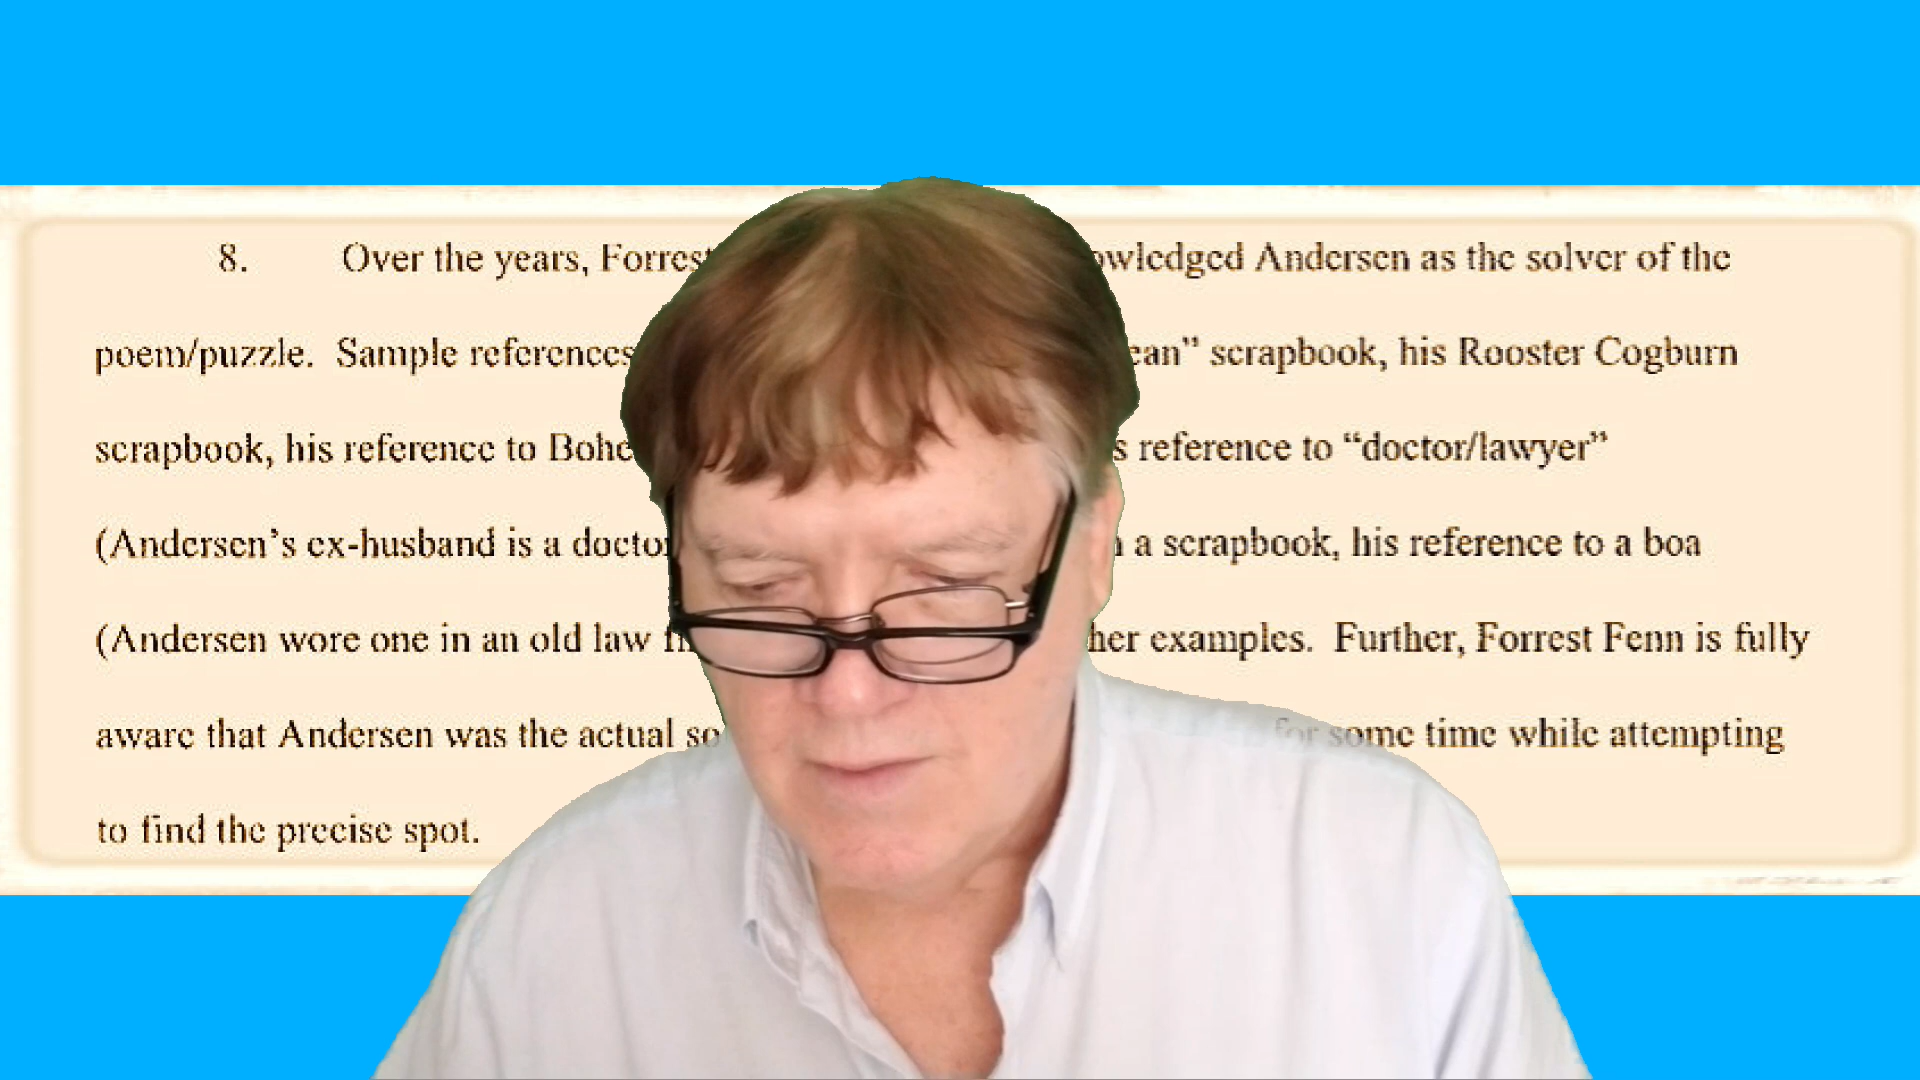 8. Over the years, Forrest owledged Andersen as the solver of the
poem/puzzle. Sample references ean” scrapbook, his Rooster Cogburn
scrapbook, his reference to Bohe s reference to “doctor/lawyer”
(Andersen’s ex-husband is a docto a scrapbook, his reference to a boa
(Andersen wore one in an old law her examples. Further, Forrest Fenn is fully
aware that Andersen was the actual so for some time while attempting
to find the precise spot.